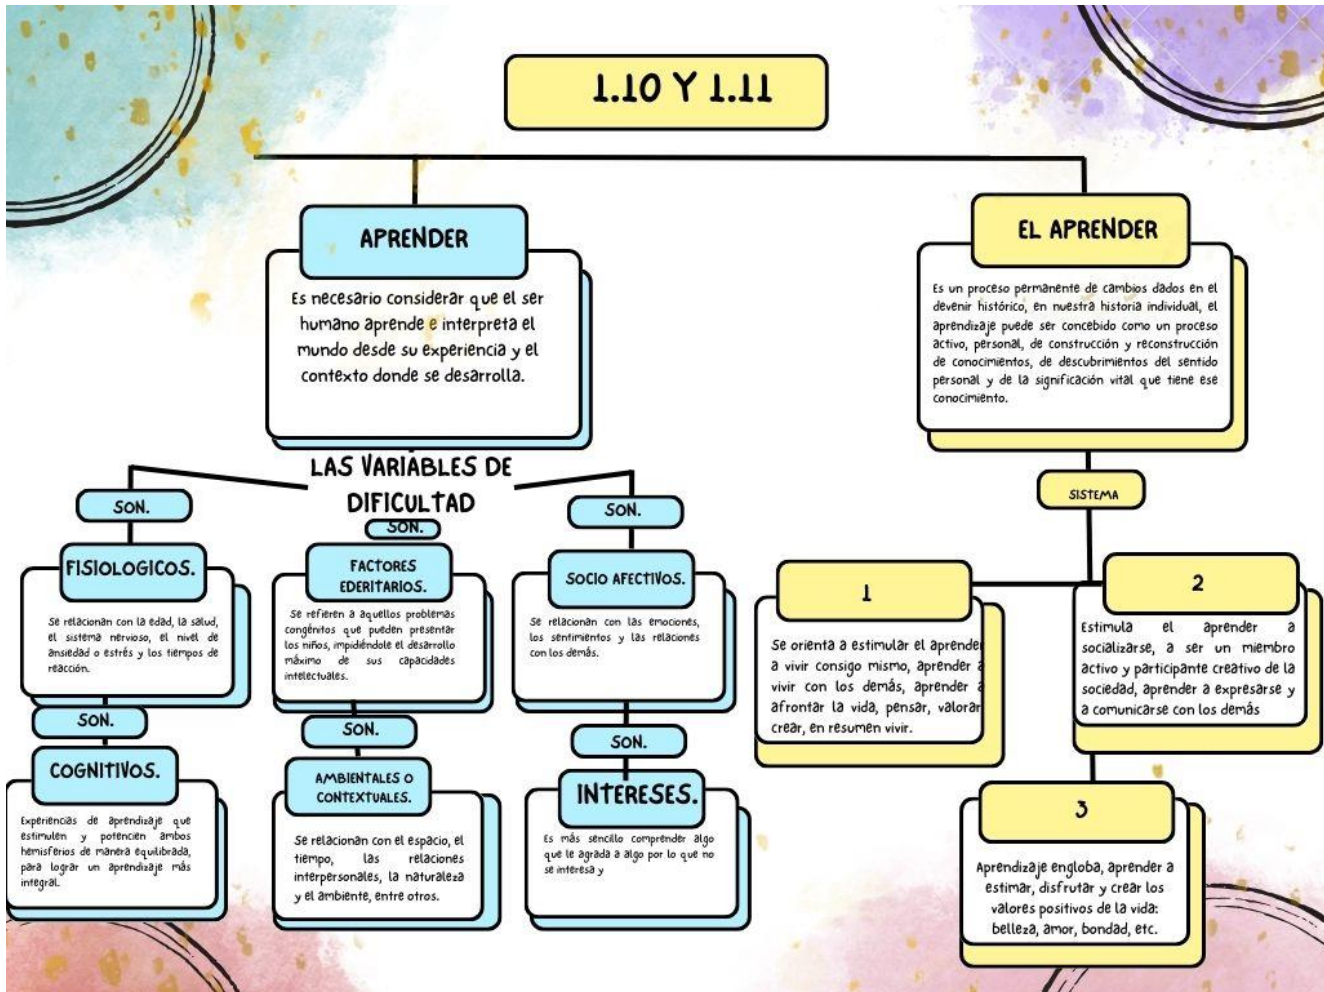 1.10 Y 1.11
APRENDER
Es necesario considerar que el ser
humano aprende e interpreta el
mundo desde su experiencia y el
contexto donde se desarrolla.
LAS VARIABLES DE
DIFICULTAD
SON.
FISIOLOGICOS.
Se relacionan con la edad, la salud,
el sistema nervioso, el nivel de
ansiedad o estrés y los tiempos de
reacción.
SON.
COGNITIVOS.
Experiencias de aprendizaje que
estimulen y potencien ambos
hemisferios de manera equilibrada,
para lograr un aprendizaje más
integral.
SON.
FACTORES
EDERITARIOS.
Se refieren a aquellos problemas
congénitos que pueden presentar
los niños, impidiéndole el desarrollo
máximo de sus capacidades
intelectuales.
SON.
AMBIENTALES O
CONTEXTUALES.
Se relacionan con el espacio, el
tiempo, las relaciones
interpersonales, la naturaleza
y el ambiente, entre otros.
SON.
SOCIO AFECTIVOS.
Se relacionan con las emociones,
los sentimientos y las relaciones
con los demás.
SON.
INTERESES.
Es más sencillo comprender algo
que le agrada a algo por lo que no
se interesa y
EL APRENDER
Es un proceso permanente de cambios dados en el
devenir histórico, en nuestra historia individual, el
aprendizaje puede ser concebido como un proceso
activo, personal, de construcción y reconstrucción
de conocimientos, de descubrimientos del sentido
personal y de la significación vital que tiene ese
conocimiento.
SISTEMA
1
Se orienta a estimular el aprender
a vivir consigo mismo, aprender a
vivir con los demás, aprender a
afrontar la vida, pensar, valorar,
crear, en resumen vivir.
2
Estimula el aprender a
socializarse, a ser un miembro
activo y participante creativo de la
sociedad, aprender a expresarse y
a comunicarse con los demás
3
Aprendizaje engloba, aprender a
estimar, disfrutar y crear los
valores positivos de la vida:
belleza, amor, bondad, etc.